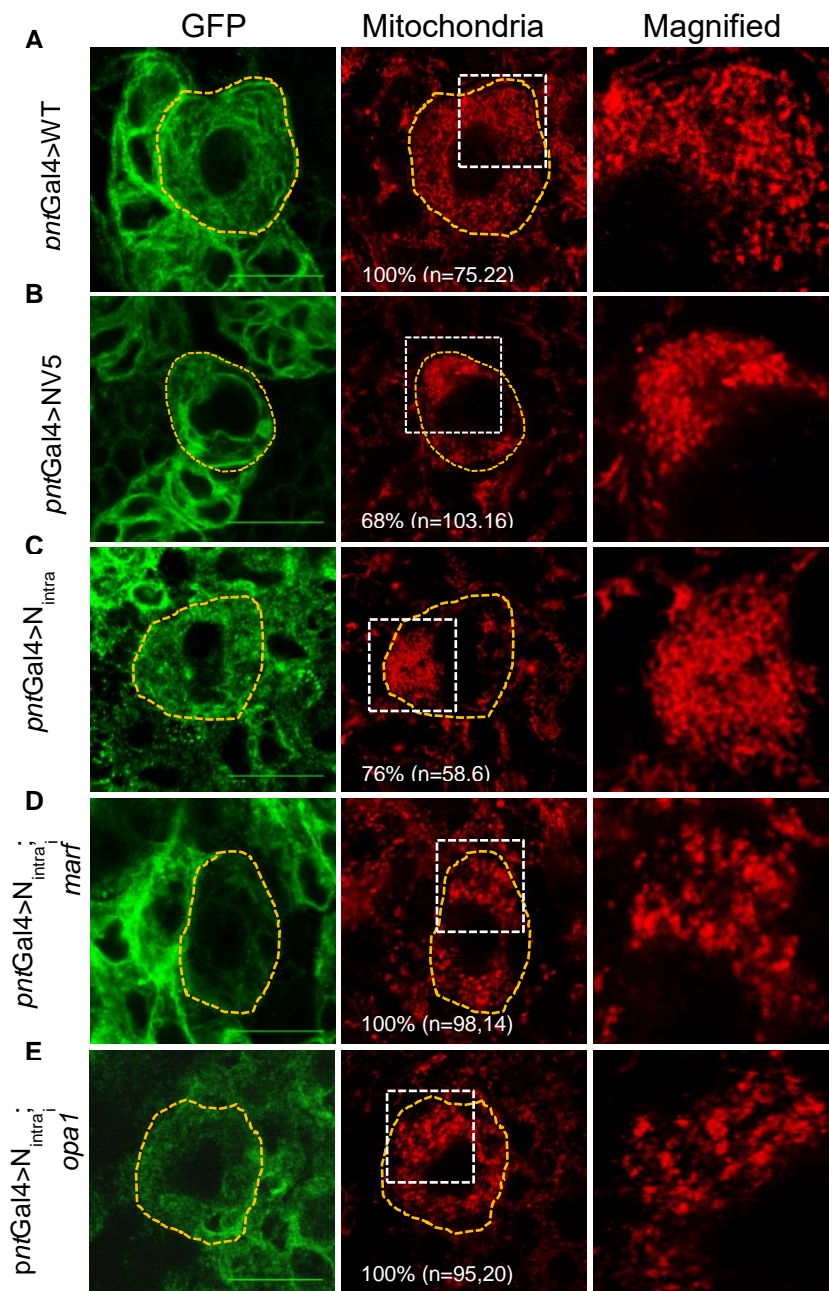 GFP Mitochondria Magnified
A
pntGal4>WT
100% (n=75.22)
B
pntGal4>NV5
68% (n=103.16)
C
pntGal4>Nintra
76% (n=58.6)
D
pntGal4>Nintra;
marfi
100% (n=98,14)
E
pntGal4>Nintra;
opa1i
100% (n=95,20)